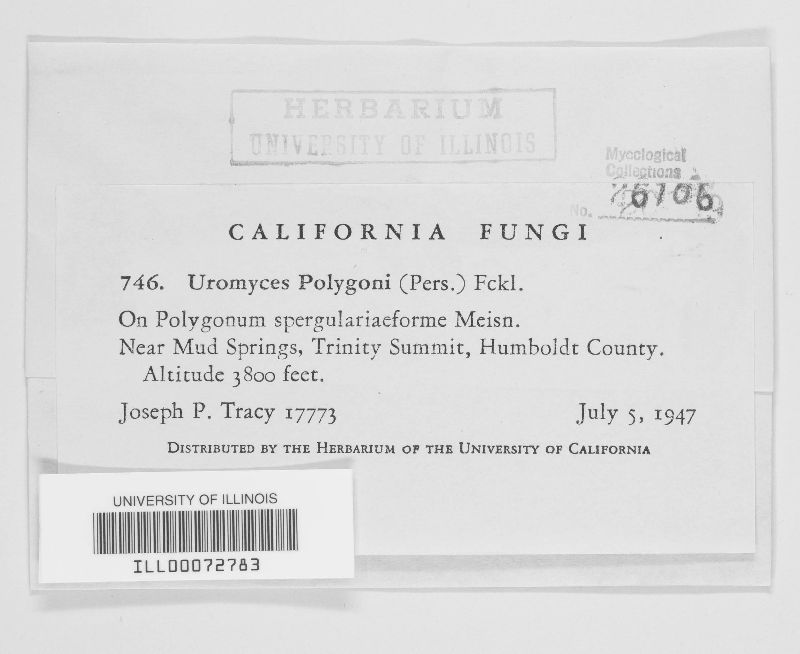 HERBARIUM
UNIVERSITY OF ILLINOIS
Mycological
Collections
No.
CALIFORNIA FUNGI
746. Uromyces Polygoni (Pers.) Fckl.
On Polygonum spergulariaeforme Meisn.
Near Mud Springs, Trinity Summit, Humboldt County.
Altitude 3800 feet.
Joseph P. Tracy 17773 July 5, 1947
DISTRIBUTED BY THE HERBARIUM OF THE UNIVERSITY OF CALIFORNIA
UNIVERSITY OF ILLINOIS
ILL00072783